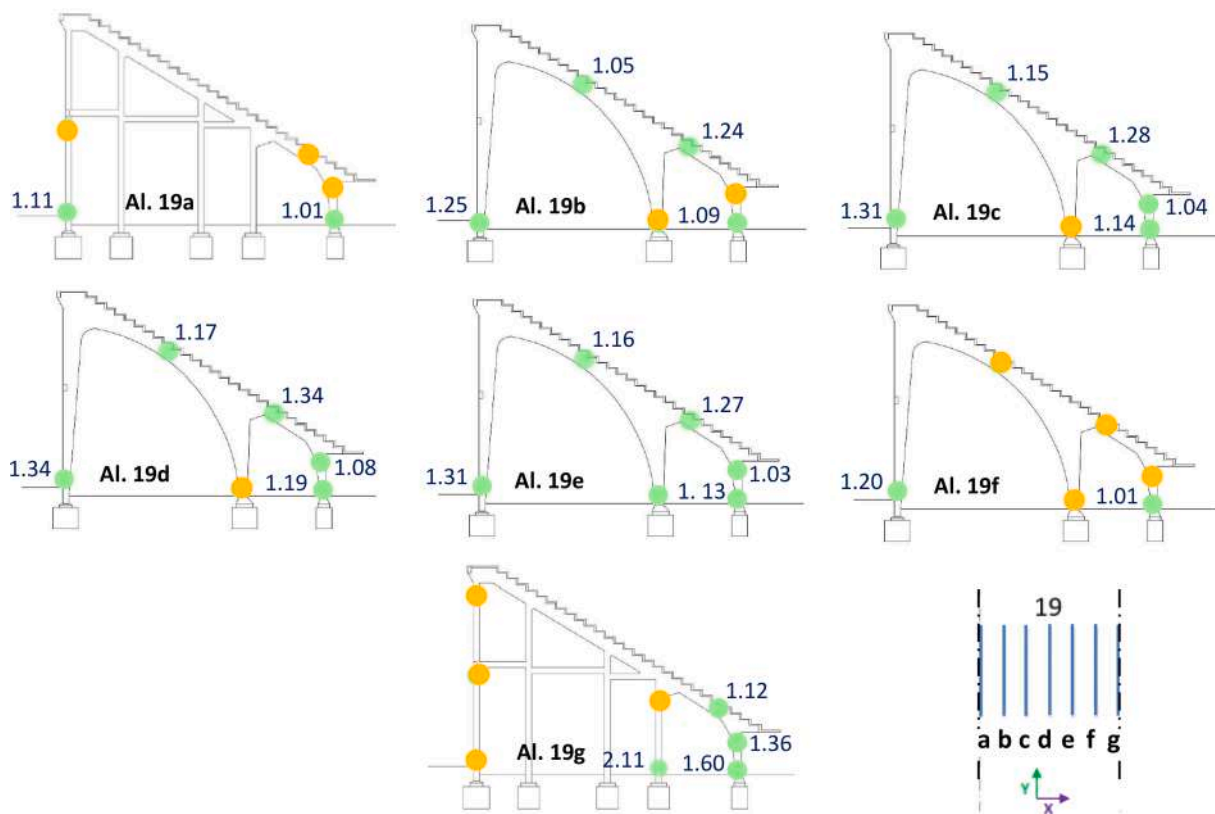 1.11
Al. 19a
1.01
1.05
1.24
1.25
Al. 19b
1.09
1.15
1.28
1.31
Al. 19c
1.14
1.04
1.17
1.34
1.34
Al. 19d
1.19
1.08
1.16
1.27
1.31
Al. 19e
1. 13
1.03
1.20
Al. 19f
1.01
1.12
1.36
Al. 19g
2.11
1.60
19
a b c d e f g
Y
X